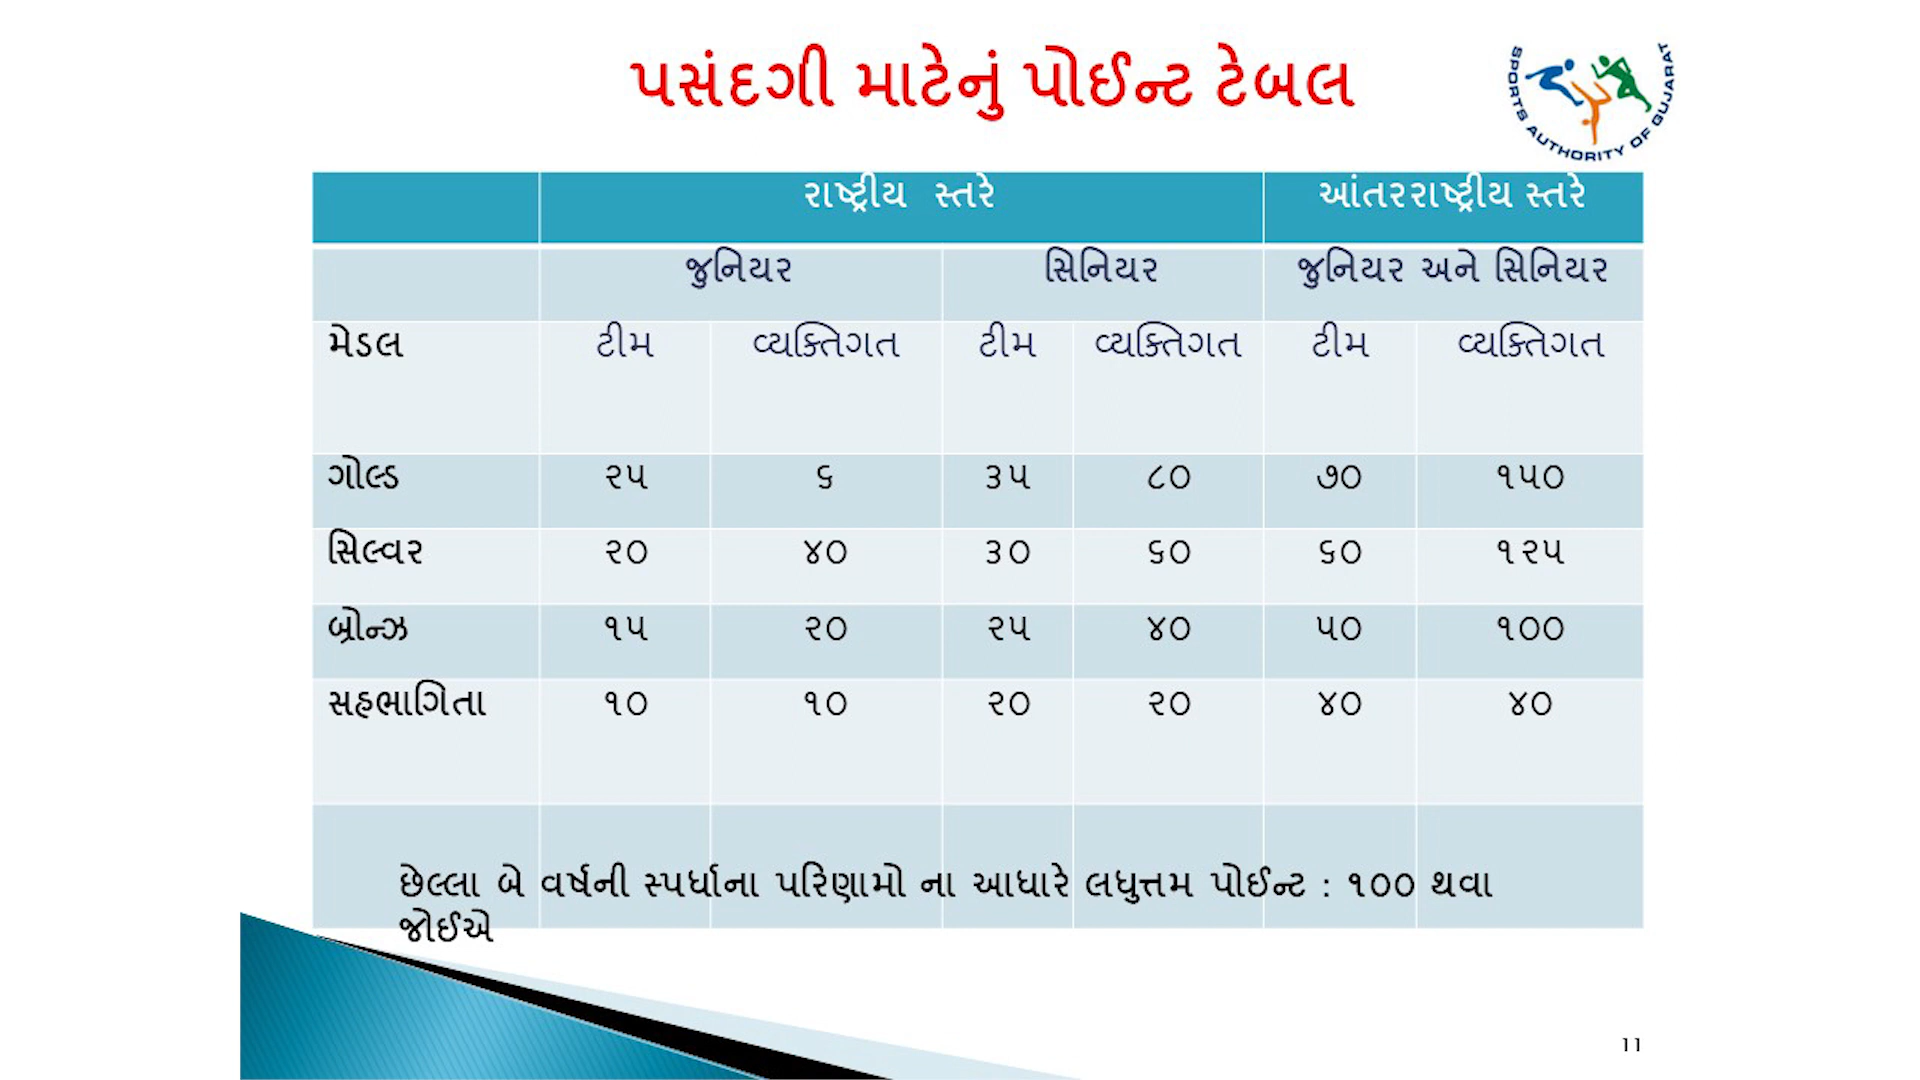 પસંદગી માટેનું પોઈન્ટ ટેબલ
SPORTS AUTHORITY OF GUJARAT
રાષ્ટ્રીય સ્તરે આંતરરાષ્ટ્રીય સ્તરે
જુનિયર સિનિયર જુનિયર અને સિનિયર
મેડલ ટીમ વ્યક્તિગત ટીમ વ્યક્તિગત ટીમ વ્યક્તિગત
ગોલ્ડ ૨૫ ૬ ૩૫ ૮૦ ૭૦ ૧૫૦
સિલ્વર ૨૦ ૪૦ ૩૦ ૬૦ ૬૦ ૧૨૫
બ્રોન્ઝ ૧૫ ૨૦ ૨૫ ૪૦ ૫૦ ૧૦૦
સહભાગિતા ૧૦ ૧૦ ૨૦ ૨૦ ૪૦ ૪૦
છેલ્લા બે વર્ષની સ્પર્ધાના પરિણામો ના આધારે લધુત્તમ પોઈન્ટ : ૧૦૦ થવા
જોઈએ
11